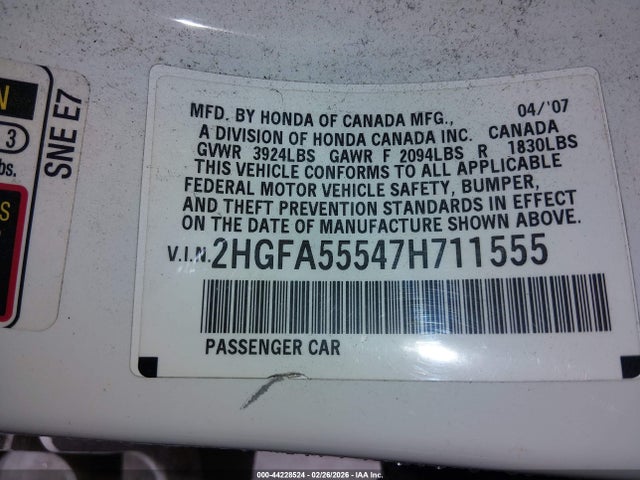 N
3
bs.
S
SNE E7
MFD. BY HONDA OF CANADA MFG., 04/'07
A DIVISION OF HONDA CANADA INC. CANADA
GVWR 3924LBS GAWR F 2094LBS R 1830LBS
THIS VEHICLE CONFORMS TO ALL APPLICABLE
FEDERAL MOTOR VEHICLE SAFETY, BUMPER,
AND THEFT PREVENTION STANDARDS IN EFFECT
ON THE DATE OF MANUFACTURE SHOWN ABOVE.
V.I.N. 2HGFA55547H711555
PASSENGER CAR
000-44228524 - 02/26/2026 - IAA Inc.